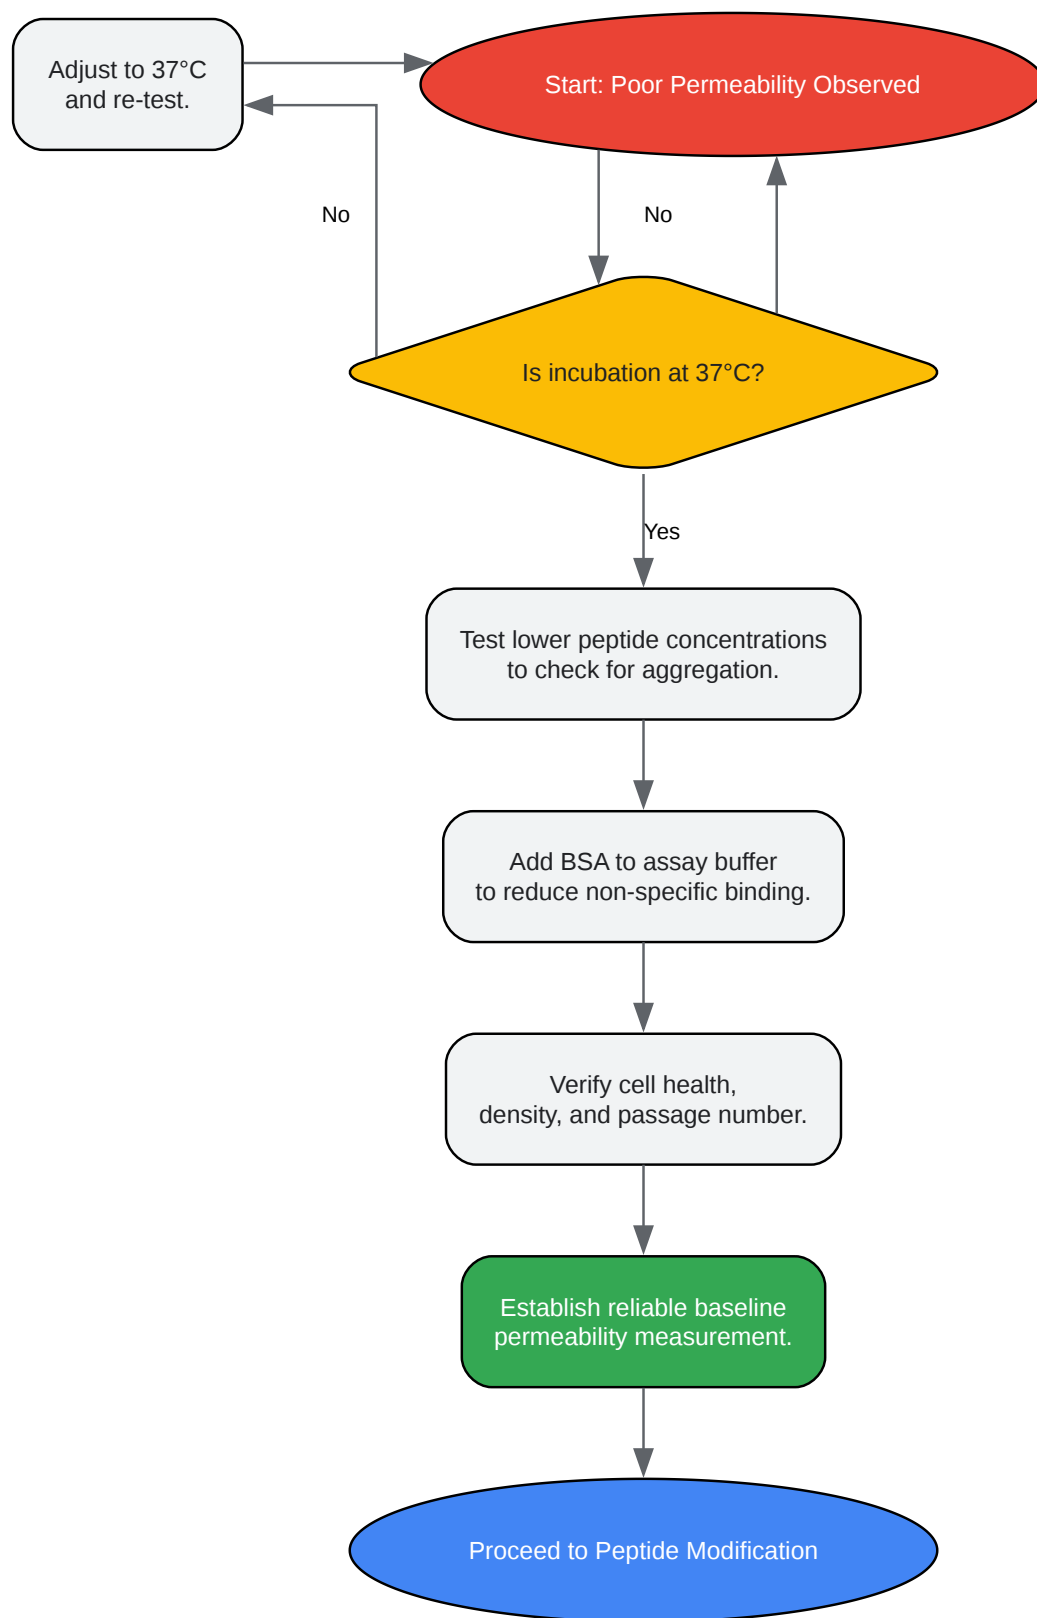 Adjust to 37°C
and re-test.
Start: Poor Permeability Observed
No
No
Is incubation at 37°C?
Yes
Test lower peptide concentrations
to check for aggregation.
Add BSA to assay buffer
to reduce non-specific binding.
Verify cell health,
density, and passage number.
Establish reliable baseline
permeability measurement.
Proceed to Peptide Modification